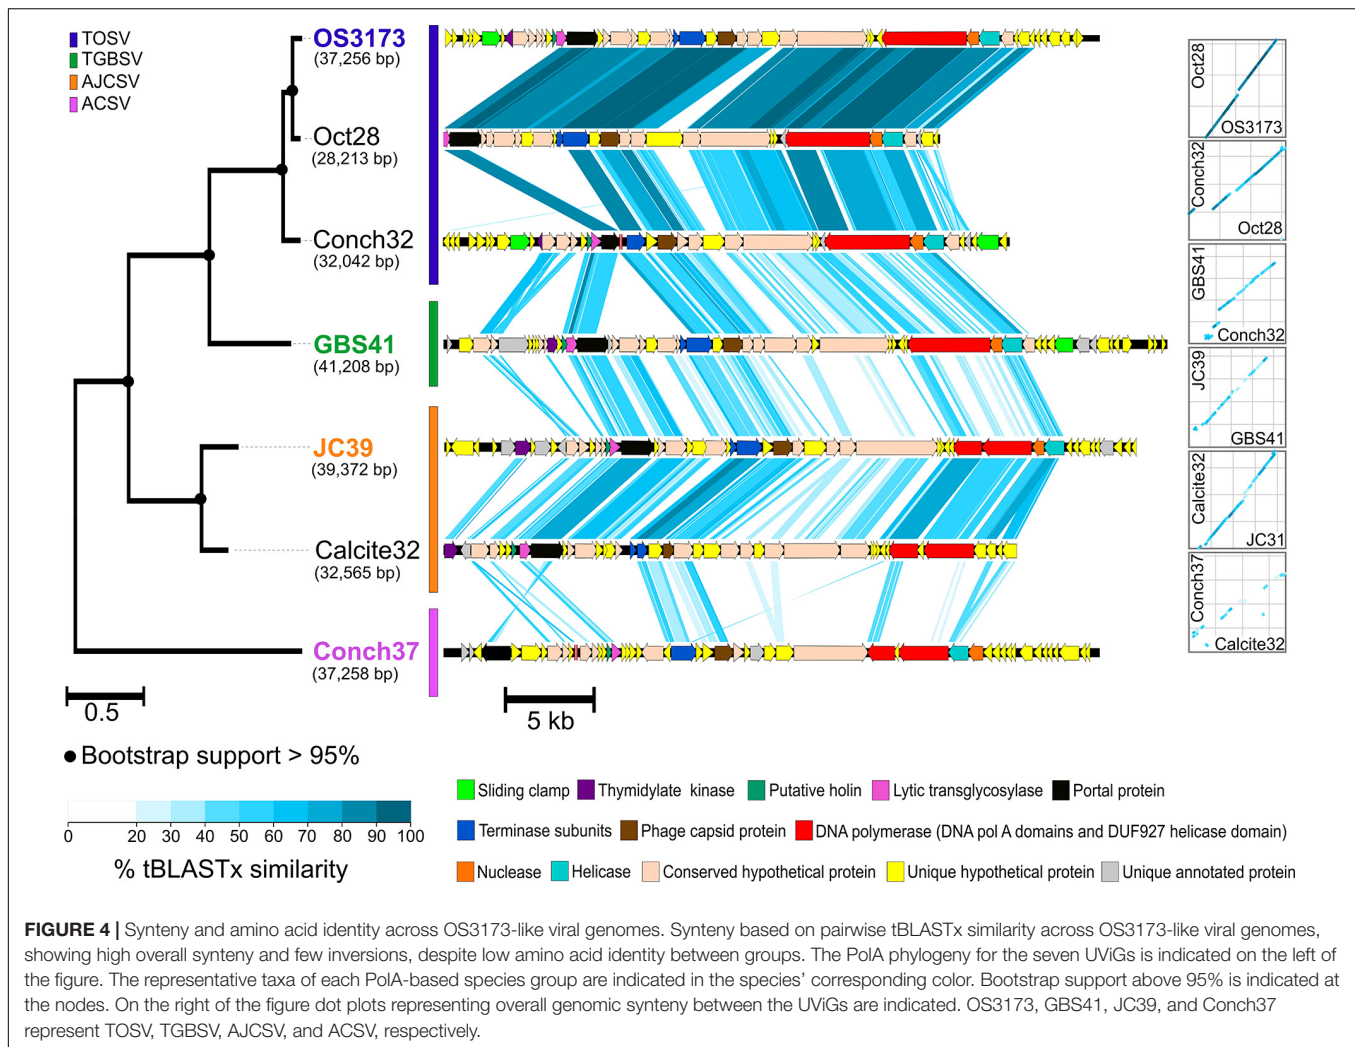 TOSV
TGBSV
AJCSV
ACSV
OS3173
(37,256 bp)
Oct28
(28,213 bp)
Conch32
(32,042 bp)
GBS41
(41,208 bp)
JC39
(39,372 bp)
Calcite32
(32,565 bp)
Conch37
(37,258 bp)
Oct28
OS3173
Conch32
Oct28
GBS41
Conch32
JC39
GBS41
Calcite32
JC31
Conch37
Calcite32
0.5
5 kb
Bootstrap support > 95%
0 20 30 40 50 60 70 80 90 100
% tBLASTx similarity
Sliding clamp Thymidylate kinase Putative holin Lytic transglycosylase Portal protein
Terminase subunits Phage capsid protein DNA polymerase (DNA pol A domains and DUF927 helicase domain)
Nuclease Helicase Conserved hypothetical protein Unique hypothetical protein Unique annotated protein
FIGURE 4 | Synteny and amino acid identity across OS3173-like viral genomes. Synteny based on pairwise tBLASTx similarity across OS3173-like viral genomes,
showing high overall synteny and few inversions, despite low amino acid identity between groups. The PolA phylogeny for the seven UViGs is indicated on the left of
the figure. The representative taxa of each PolA-based species group are indicated in the species' corresponding color. Bootstrap support above 95% is indicated at
the nodes. On the right of the figure dot plots representing overall genomic synteny between the UViGs are indicated. OS3173, GBS41, JC39, and Conch37
represent TOSV, TGBSV, AJCSV, and ACSV, respectively.